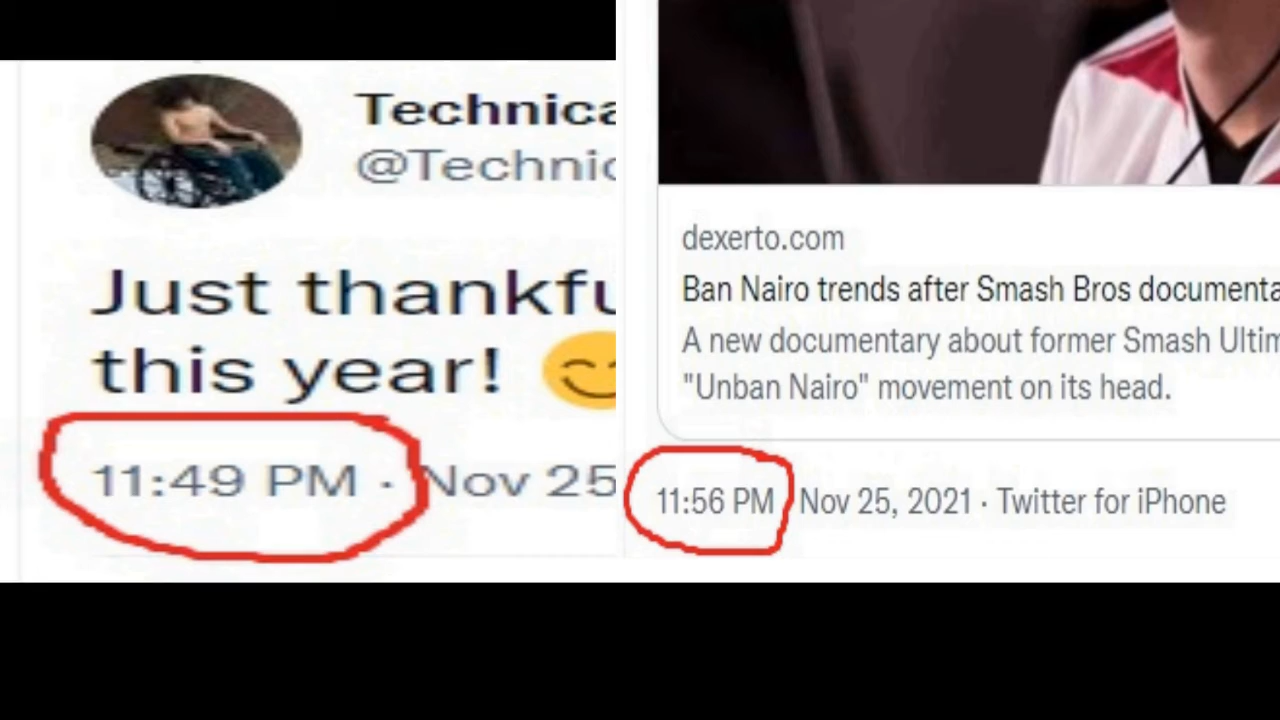 Technica
@Technic
Just thankfu
this year! 😊
11:49 PM · Nov 25
dexerto.com
Ban Nairo trends after Smash Bros documenta
A new documentary about former Smash Ultim
"Unban Nairo" movement on its head.
11:56 PM · Nov 25, 2021 · Twitter for iPhone